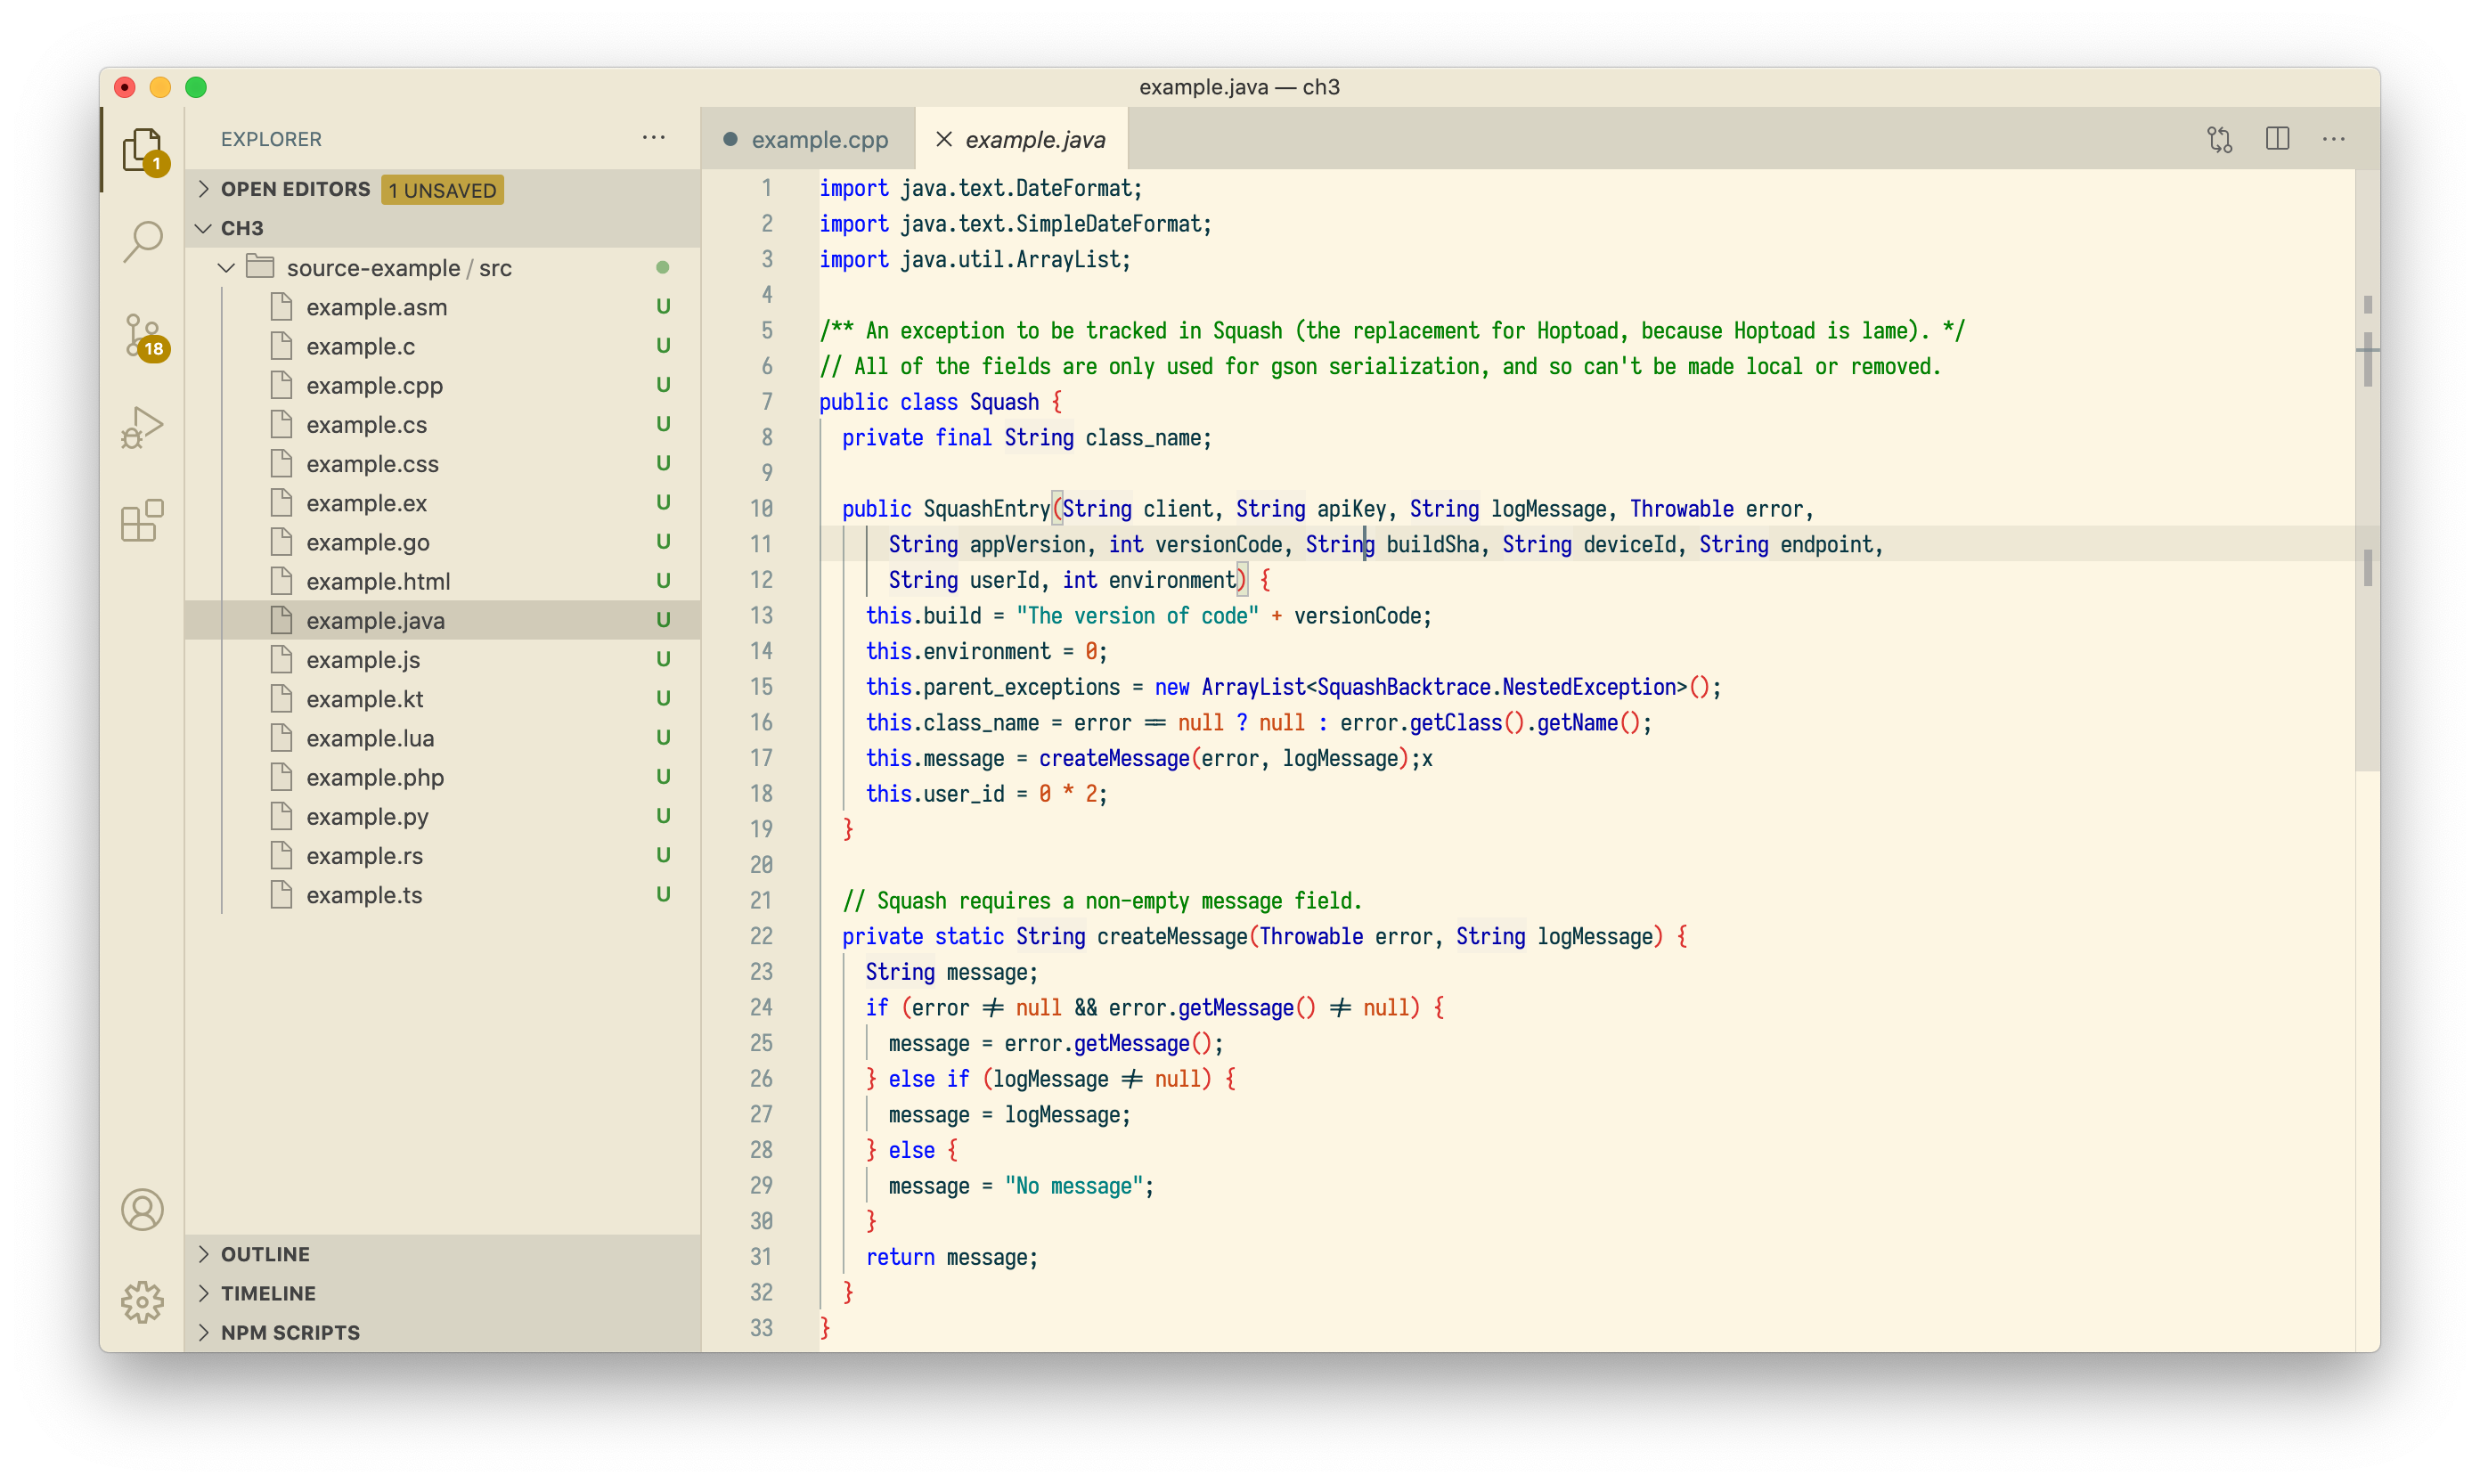 example.java — ch3
EXPLORER
1
OPEN EDITORS 1 UNSAVED
CH3
source-example / src
example.asm U
example.c U
example.cpp U
example.cs U
example.css U
example.ex U
example.go U
example.html U
example.java U
example.js U
example.kt U
example.lua U
example.php U
example.py U
example.rs U
example.ts U
18
OUTLINE
TIMELINE
NPM SCRIPTS
example.cpp
example.java
1 import java.text.DateFormat;
2 import java.text.SimpleDateFormat;
3 import java.util.ArrayList;
4
5 /** An exception to be tracked in Squash (the replacement for Hoptoad, because Hoptoad is lame). */
6 // All of the fields are only used for gson serialization, and so can't be made local or removed.
7 public class Squash {
8 private final String class_name;
9
10 public SquashEntry(String client, String apiKey, String logMessage, Throwable error,
11 String appVersion, int versionCode, String buildSha, String deviceId, String endpoint,
12 String userId, int environment) {
13 this.build = "The version of code" + versionCode;
14 this.environment = 0;
15 this.parent_exceptions = new ArrayList<SquashBacktrace.NestedException>();
16 this.class_name = error == null ? null : error.getClass().getName();
17 this.message = createMessage(error, logMessage);x
18 this.user_id = 0 * 2;
19 }
20
21 // Squash requires a non-empty message field.
22 private static String createMessage(Throwable error, String logMessage) {
23 String message;
24 if (error != null && error.getMessage() != null) {
25 message = error.getMessage();
26 } else if (logMessage != null) {
27 message = logMessage;
28 } else {
29 message = "No message";
30 }
31 return message;
32 }
33 }